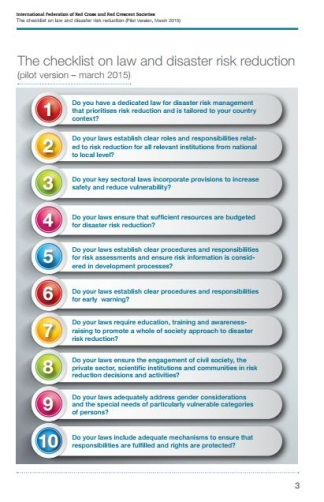 International Federation of Red Cross and Red Crescent Societies
The checklist on law and disaster risk reduction (Pilot Version, March 2015)
The checklist on law and disaster risk reduction
(pilot version – march 2015)
1 Do you have a dedicated law for disaster risk management
that prioritises risk reduction and is tailored to your country
context?
2 Do your laws establish clear roles and responsibilities relat-
ed to risk reduction for all relevant institutions from national
to local level?
3 Do your key sectoral laws incorporate provisions to increase
safety and reduce vulnerability?
4 Do your laws ensure that sufficient resources are budgeted
for disaster risk reduction?
5 Do your laws establish clear procedures and responsibilities
for risk assessments and ensure risk information is consid-
ered in development processes?
6 Do your laws establish clear procedures and responsibilities
for early warning?
7 Do your laws require education, training and awareness-
raising to promote a whole of society approach to disaster
risk reduction?
8 Do your laws ensure the engagement of civil society, the
private sector, scientific institutions and communities in risk
reduction decisions and activities?
9 Do your laws adequately address gender considerations
and the special needs of particularly vulnerable categories
of persons?
10 Do your laws include adequate mechanisms to ensure that
responsibilities are fulfilled and rights are protected?
3